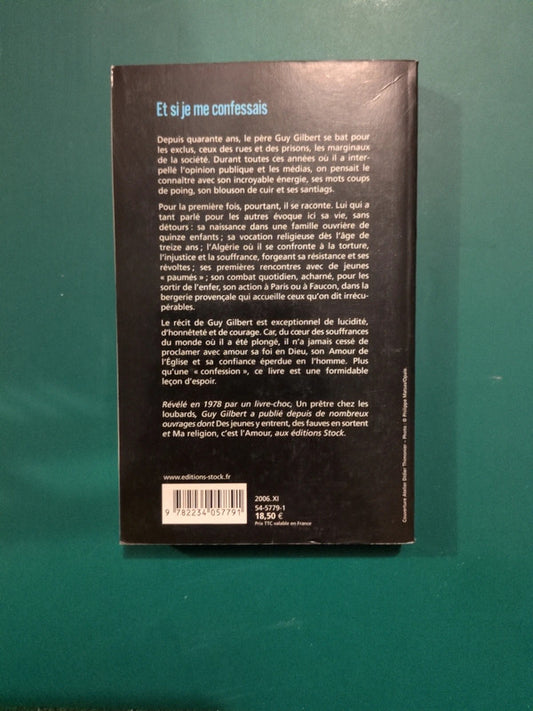 Et si je me confessais
Depuis quarante ans, le père Guy Gilbert se bat pour
les exclus, ceux des rues et des prisons, les marginaux
de la société. Durant toutes ces années où il a inter-
pellé l'opinion publique et les médias, on pensait le
connaître avec son incroyable énergie, ses mots coups
de poing, son blouson de cuir et ses santiags.
Pour la première fois, pourtant, il se raconte. Lui qui a
tant parlé pour les autres évoque ici sa vie, sans
détours : sa naissance dans une famille ouvrière de
quinze enfants ; sa vocation religieuse dès l'âge de
treize ans ; l'Algérie où il se confronte à la torture,
l'injustice et la souffrance, forgeant sa résistance et ses
révoltes ; ses premières rencontres avec de jeunes
« paumés » ; son combat quotidien, acharné, pour les
sortir de l'enfer, son action à Paris ou à Faucon, dans la
bergerie provençale qui accueille ceux qu'on dit irrécu-
pérables.
Le récit de Guy Gilbert est exceptionnel de lucidité,
d'honnêteté et de courage. Car, du cœur des souffrances
du monde où il a été plongé, il n'a jamais cessé de
proclamer avec amour sa foi en Dieu, son Amour de
l'Église et sa confiance éperdue en l'homme. Plus
qu'une « confession », ce livre est une formidable
leçon d'espoir.
Révélé en 1978 par un livre-choc, Un prêtre chez les
loubards, Guy Gilbert a publié depuis de nombreux
ouvrages dont Des jeunes y entrent, des fauves en sortent
et Ma religion, c'est l'Amour, aux éditions Stock.
www.editions-stock.fr
9 782234 057791
2006.XI
54-5779-1
18,50 €
Prix TTC valable en France
Couverture Atelier Didier Thimonier - Photo : © Philippe Matsas/Opale